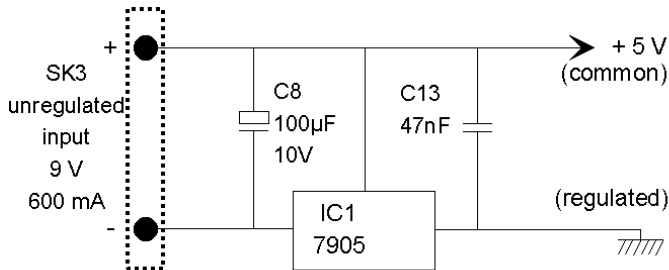 +
SK3
unregulated
input
9 V
600 mA
-
C8
100µF
10V
C13
47nF
IC1
7905
+ 5 V
(common)
(regulated)